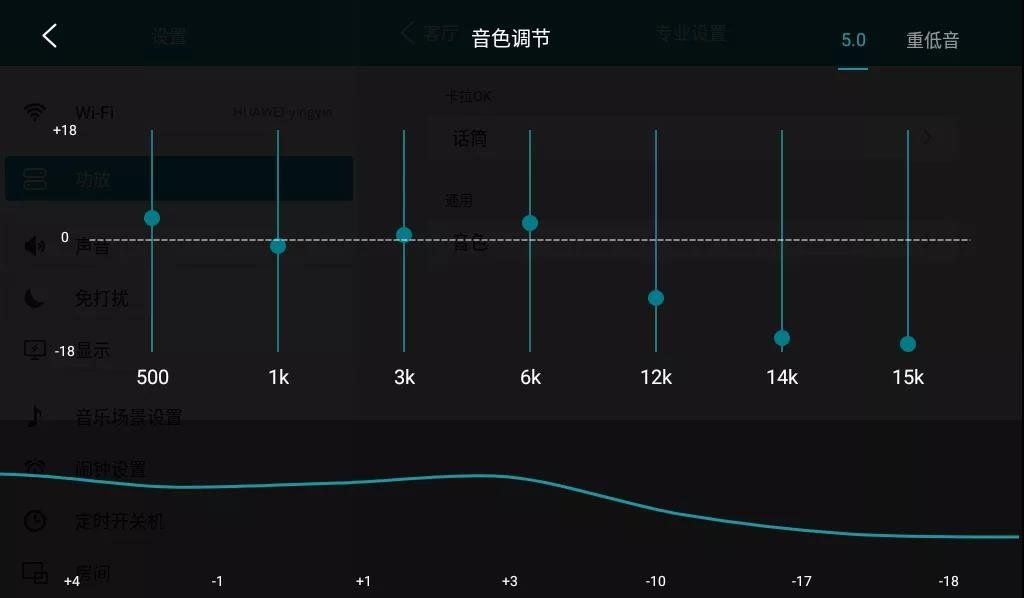 设置
客厅
音色调节
专业设置
5.0
重低音
Wi-Fi
HUAWEI-yingyin
卡拉OK
+18
话筒
功放
通用
0
声音
音色
免打扰
-18
显示
500 1k 3k 6k 12k 14k 15k
音乐场景设置
闹钟设置
定时开关机
房间
+4 -1 +1 +3 -10 -17 -18